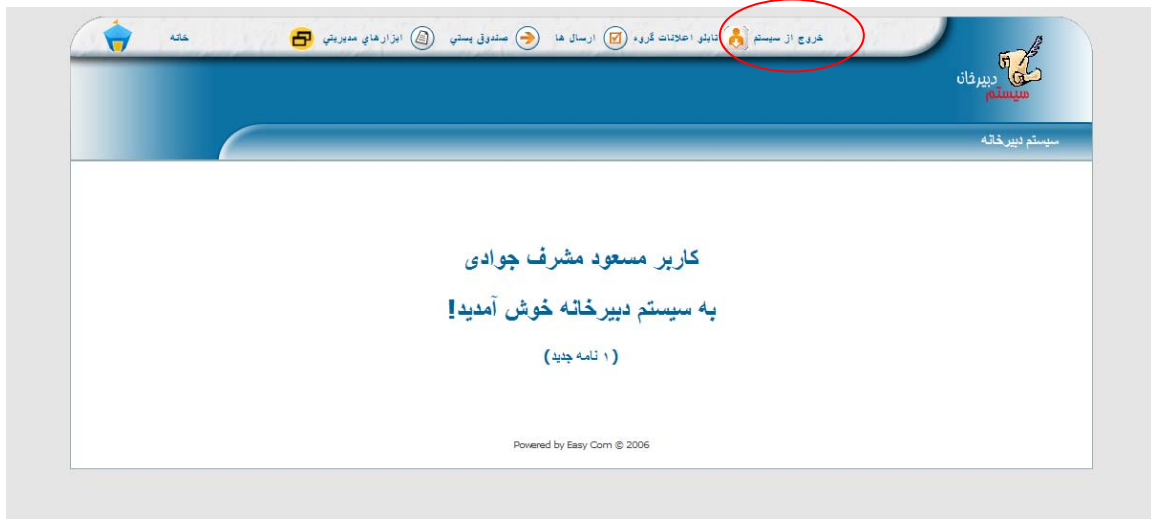 خروج از سيستم تابلو اعلانات گروه ارسال ها صندوق پستي ابزارهاي مديريتي خانه
دبیرخانه
سیستم
سیستم دبیرخانه
کاربر مسعود مشرف جوادی
به سیستم دبیرخانه خوش آمدید!
(۱ نامه جدید)
Powered by Easy Com © 2006